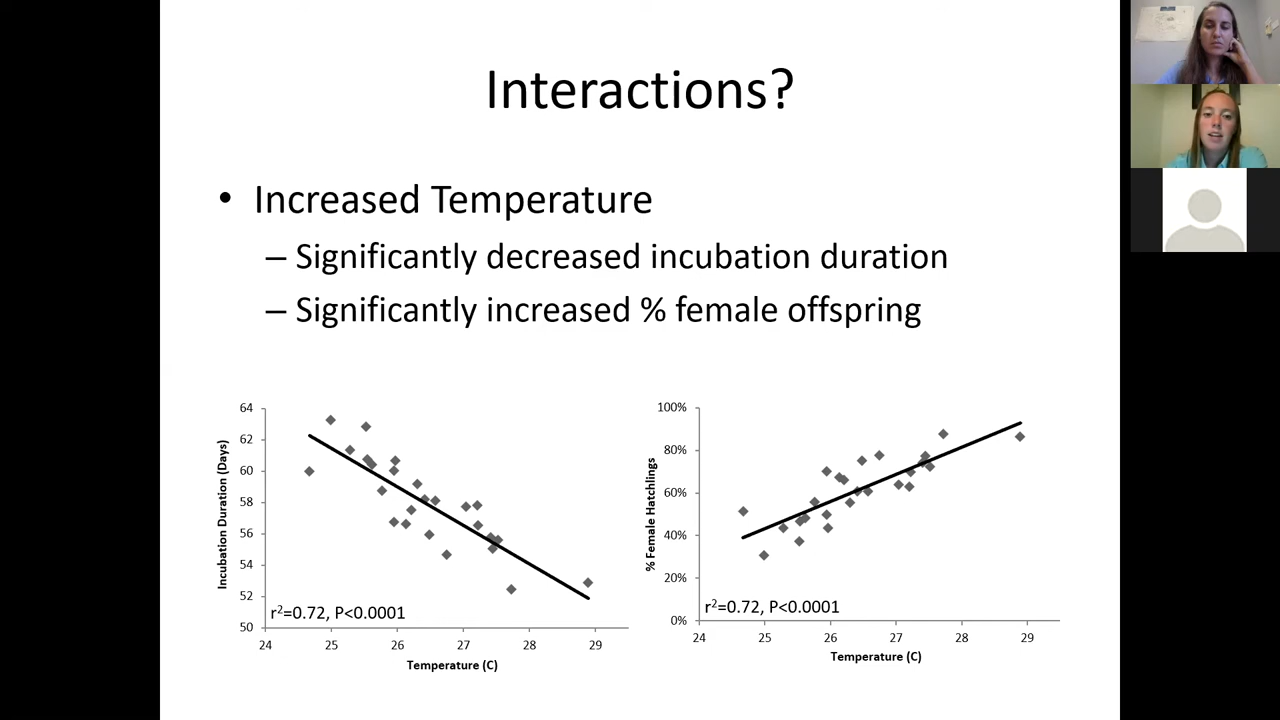 Interactions?
• Increased Temperature
– Significantly decreased incubation duration
– Significantly increased % female offspring
Incubation Duration (Days)
64
62
60
58
56
54
52
50
r²=0.72, P<0.0001
24 25 26 27 28 29
Temperature (C)
% Female Hatchlings
100%
80%
60%
40%
20%
0%
r²=0.72, P<0.0001
24 25 26 27 28 29
Temperature (C)